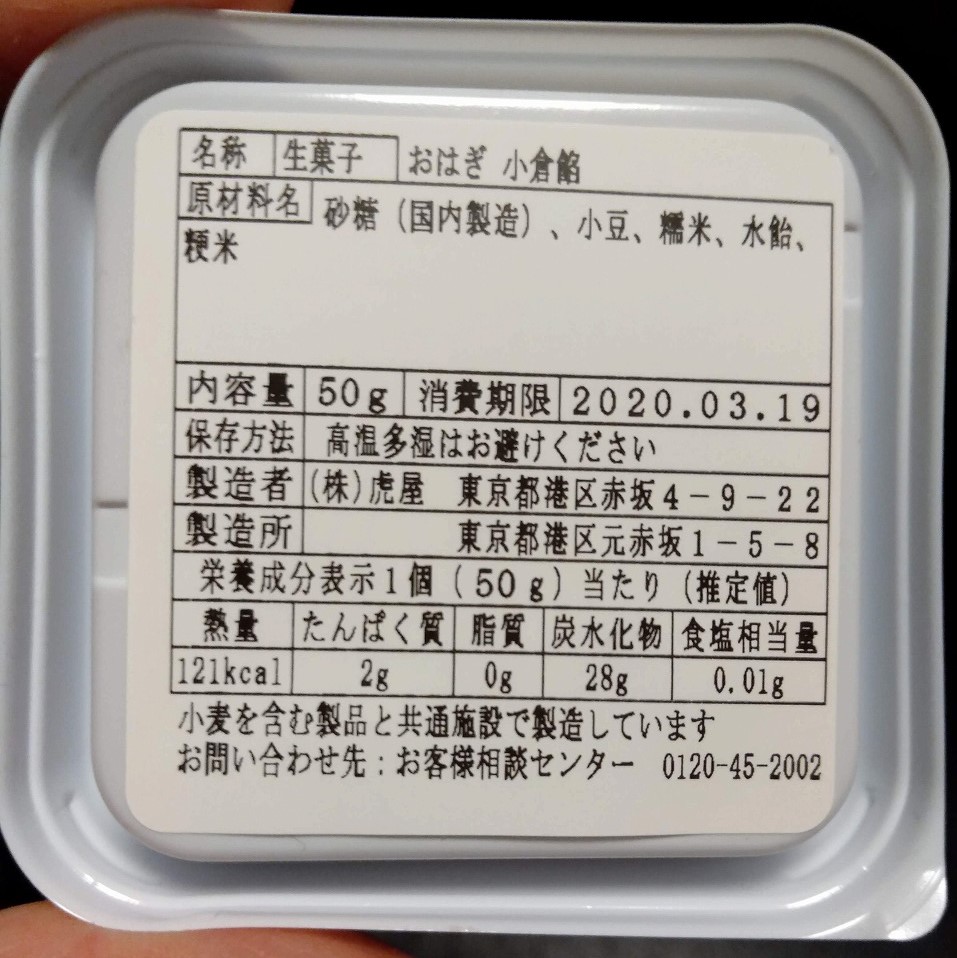 名称 生菓子 おはぎ 小倉餡
原材料名 砂糖（国内製造）、小豆、糯米、水飴、
粳米
内容量 50g 消費期限 2020.03.19
保存方法 高温多湿はお避けください
製造者 (株)虎屋 東京都港区赤坂4－9－22
製造所 東京都港区元赤坂1－5－8
栄養成分表示1個（50g）当たり（推定値）
熱量 たんぱく質 脂質 炭水化物 食塩相当量
121kcal 2g 0g 28g 0.01g
小麦を含む製品と共通施設で製造しています
お問い合わせ先：お客様相談センター 0120-45-2002